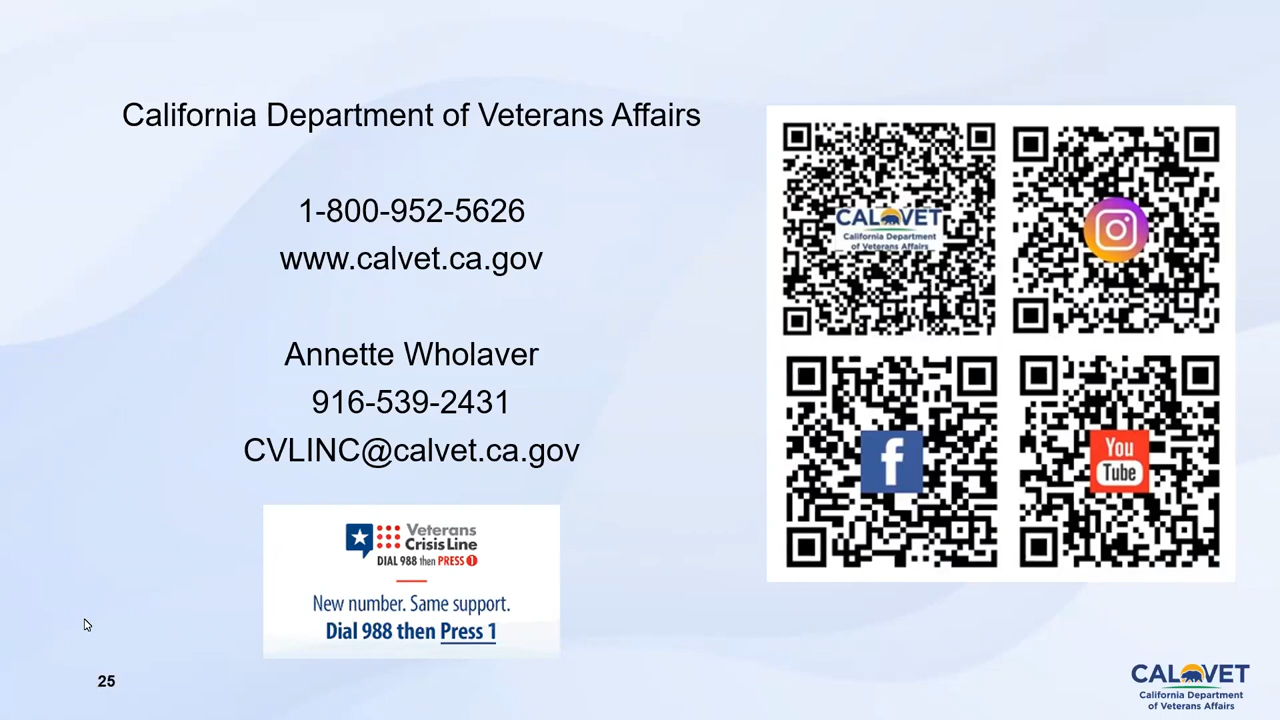 California Department of Veterans Affairs
1-800-952-5626
www.calvet.ca.gov
Annette Wholaver
916-539-2431
CVLINC@calvet.ca.gov
Veterans
Crisis Line
DIAL 988 then PRESS 1
New number. Same support.
Dial 988 then Press 1
CALVET
California Department
of Veterans Affairs
You
Tube
25
CALVET
California Department
of Veterans Affairs